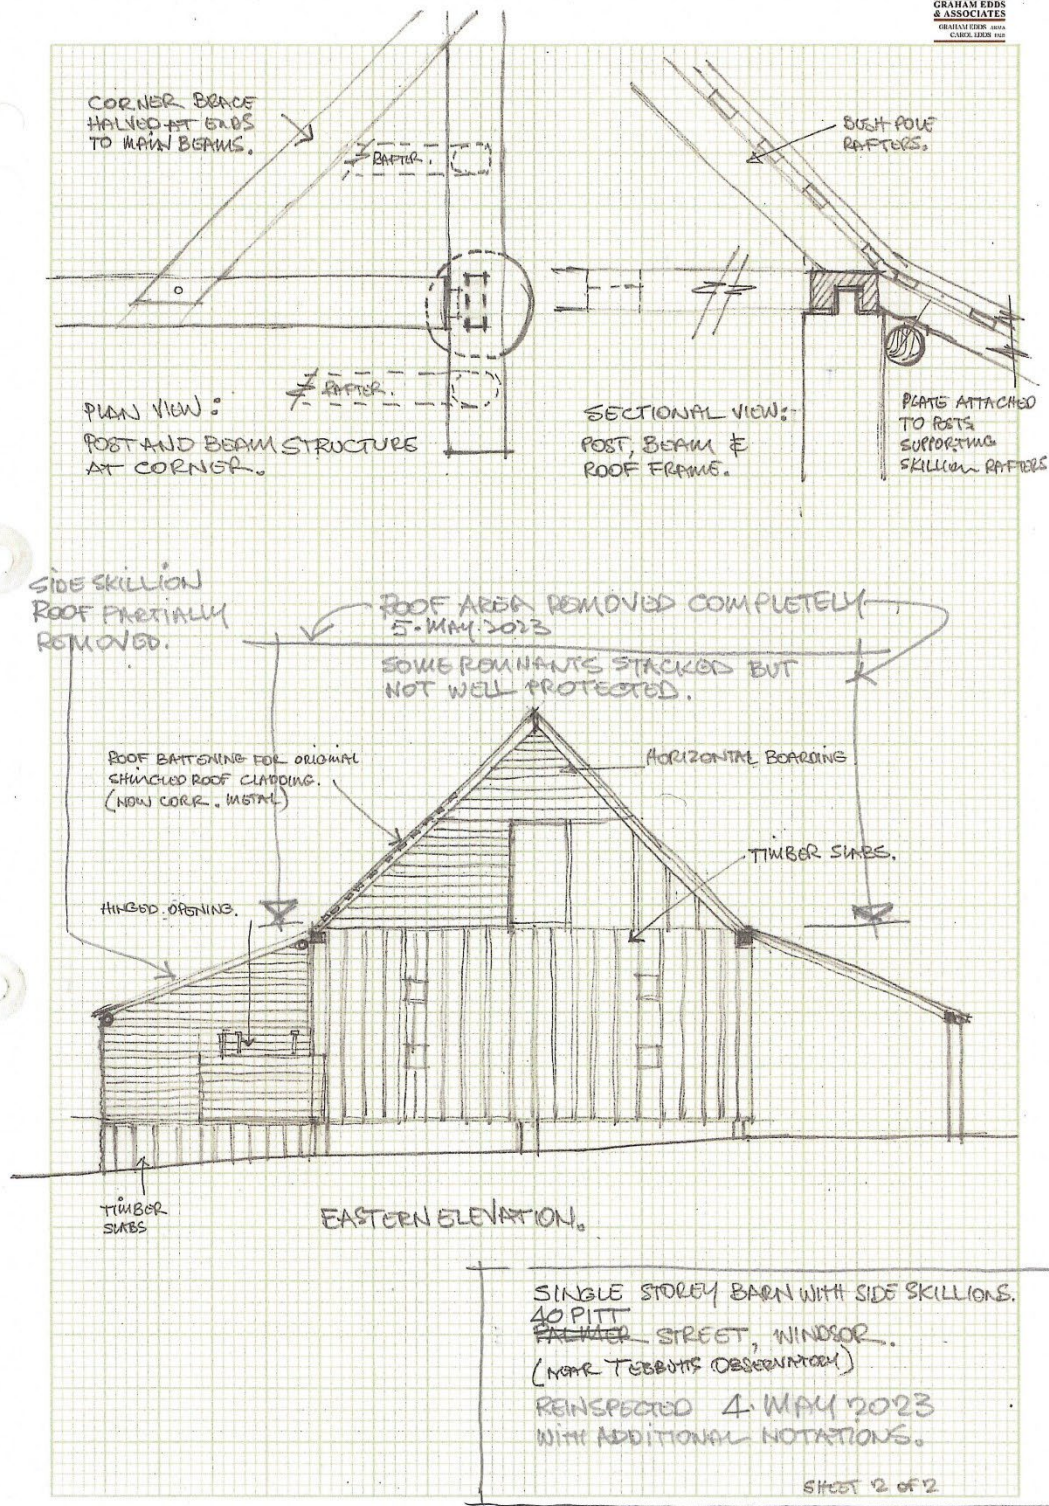 GRAHAM EDDS
& ASSOCIATES
GRAHAM EDDS
CAROL EDDS
CORNER BRACE
HALVED AT ENDS
TO MAIN BEAMS.
RAFTER.
BUSH POLE
RAFTERS.
RAFTER.
PLAN VIEW:
POST AND BEAM STRUCTURE
AT CORNER.
SECTIONAL VIEW:
POST, BEAM &
ROOF FRAME.
PLATE ATTACHED
TO POSTS
SUPPORTING
SKILLION RAFTERS
SIDE SKILLION
ROOF PARTIALLY
REMOVED.
ROOF AREA REMOVED COMPLETELY
5·MAY.2023
SOME REMNANTS STACKED BUT
NOT WELL PROTECTED.
ROOF BATTENING FOR ORIGINAL
SHINGLED ROOF CLADDING.
(NOW CORR. METAL)
HORIZONTAL BOARDING
TIMBER SLABS.
HINGED OPENING.
TIMBER
SLABS
EASTERN ELEVATION.
SINGLE STOREY BARN WITH SIDE SKILLIONS.
40 PITT
PALMER STREET, WINDSOR.
(NEAR TEBBUTTS OBSERVATORY)
REINSPECTED 4·MAY 2023
WITH ADDITIONAL NOTATIONS.
SHEET 2 OF 2